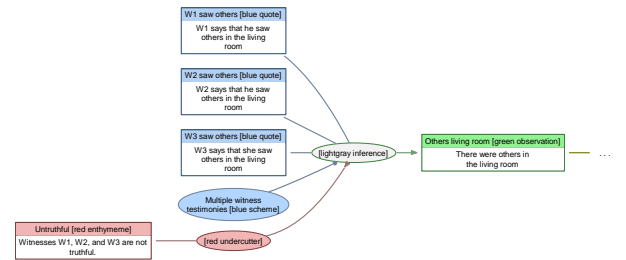 W1 saw others [blue quote]
W1 says that he saw
others in the living
room
W2 saw others [blue quote]
W2 says that he saw
others in the living
room
W3 saw others [blue quote]
W3 says that she saw
others in the living
room
[lightgray inference]
Others living room [green observation]
There were others in
the living room
...
Multiple witness
testimonies [blue scheme]
Untruthful [red enthymeme]
Witnesses W1, W2, and W3 are not
truthful.
[red undercutter]